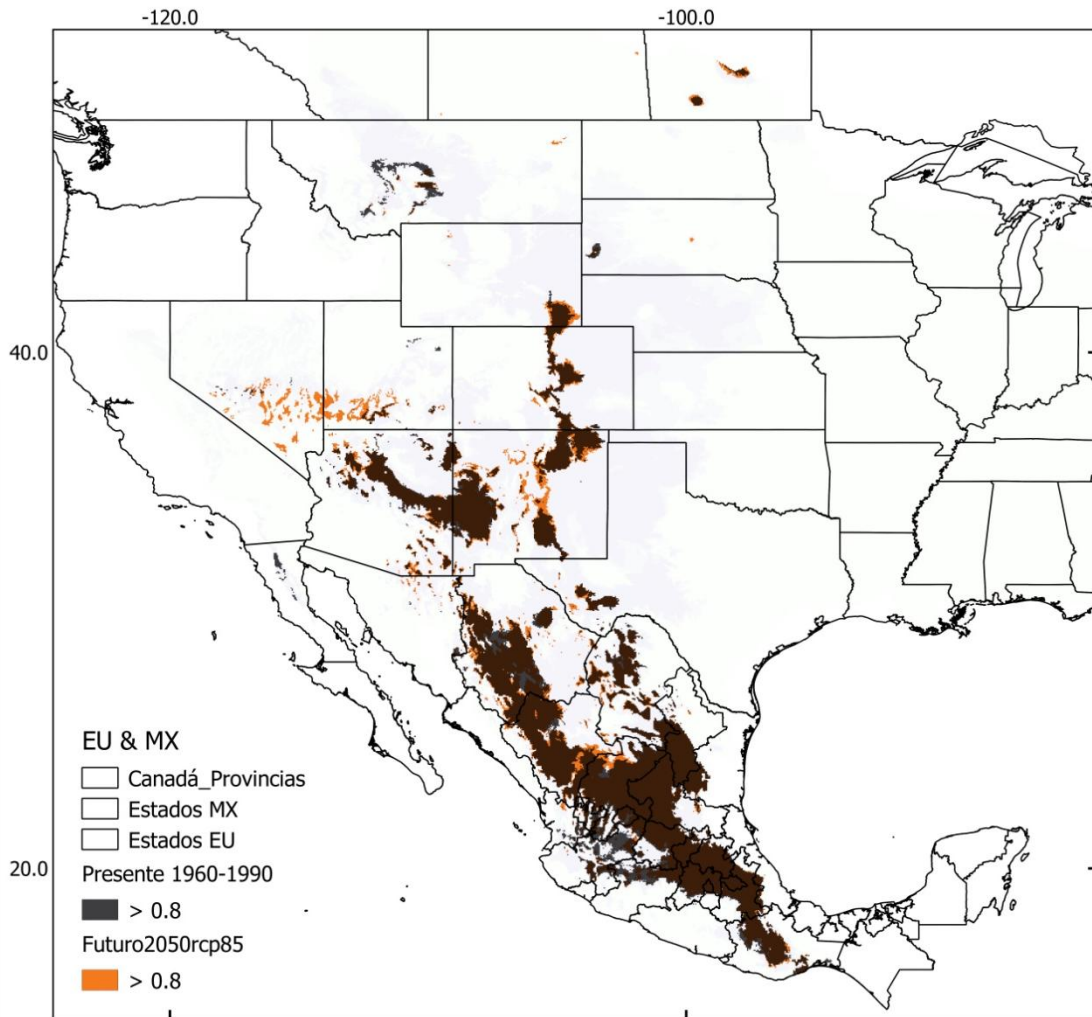 -120.0
-100.0
40.0
20.0
EU & MX
Canadá_Provincias
Estados MX
Estados EU
Presente 1960-1990
> 0.8
Futuro2050rcp85
> 0.8